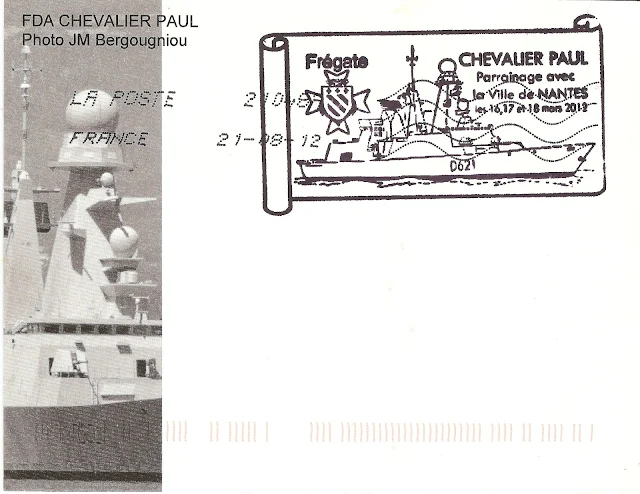 FDA CHEVALIER PAUL
Photo JM Bergougniou
Frégate
CHEVALIER PAUL
Parrainage avec
la Ville de NANTES
les 16, 17 et 18 mars 2012
D621
LA POSTE
FRANCE 21-08-12